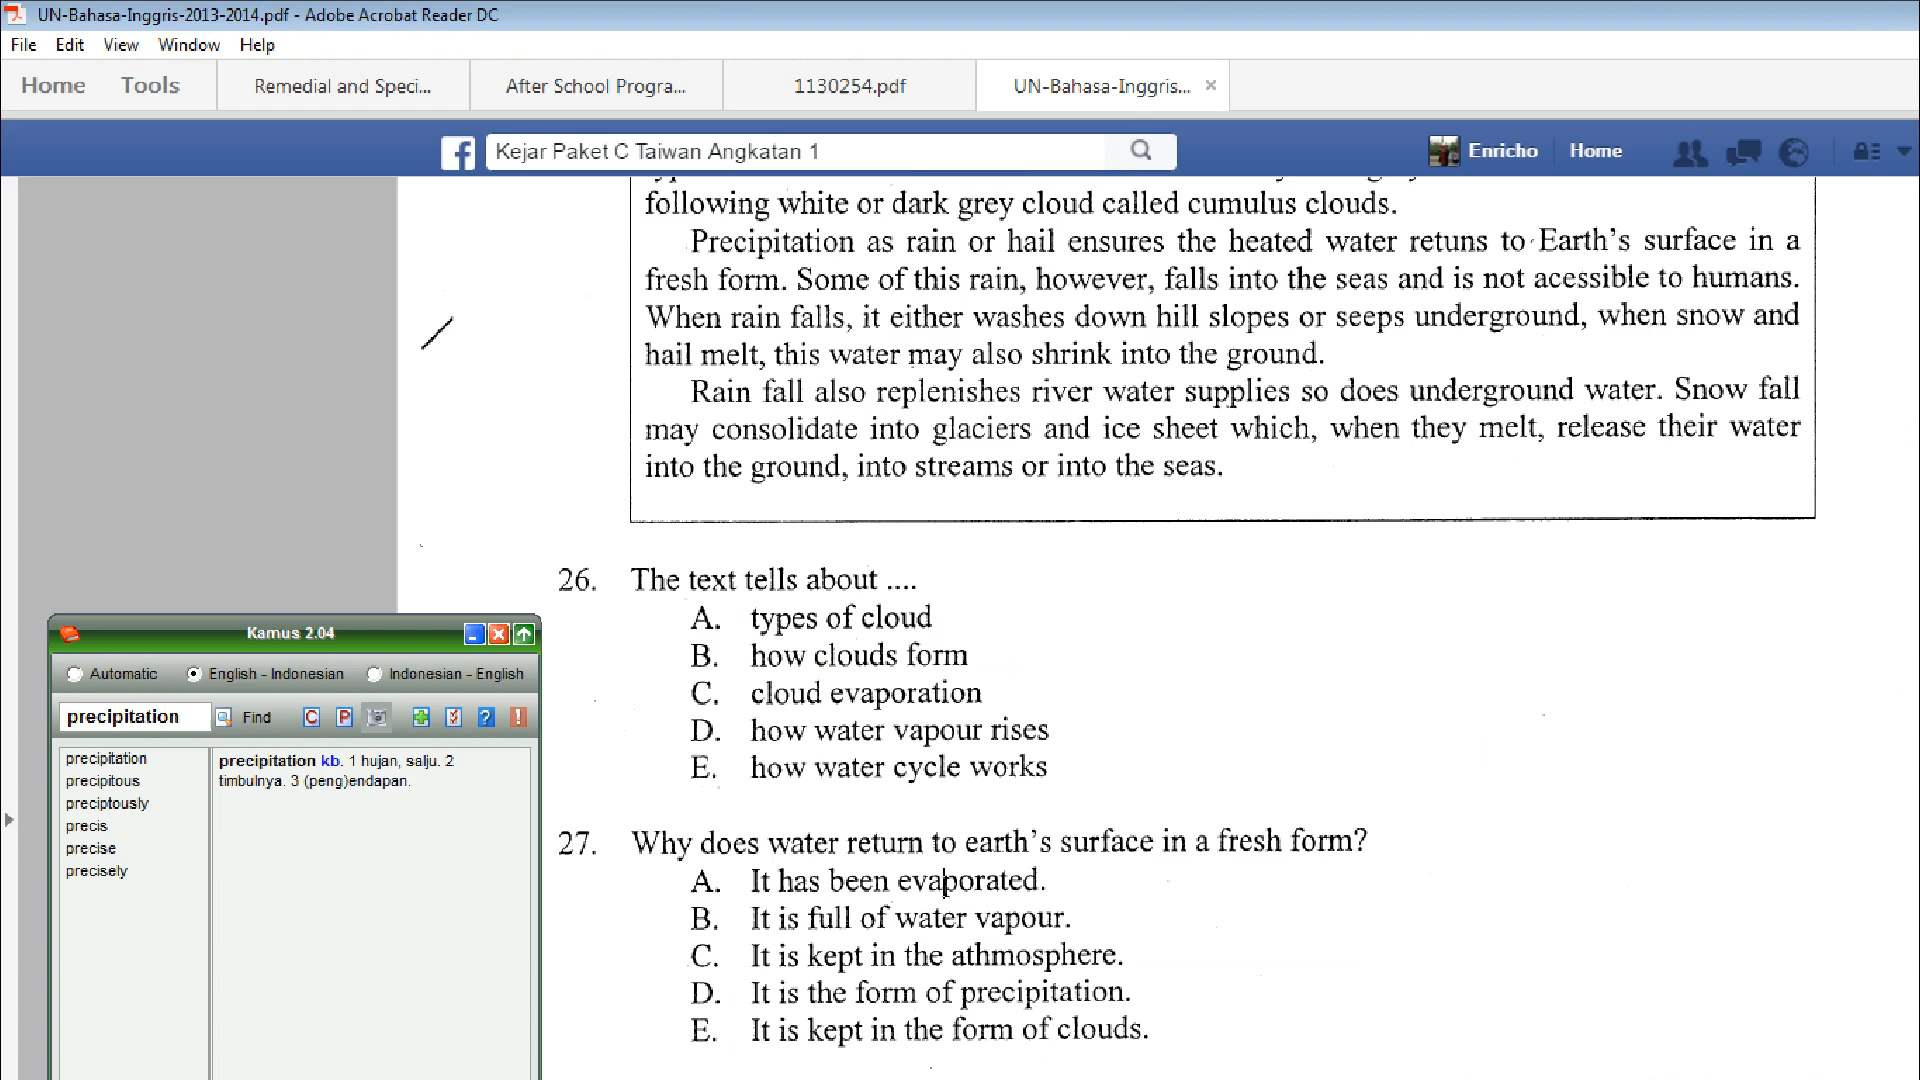 UN-Bahasa-Inggris-2013-2014.pdf - Adobe Acrobat Reader DC
File Edit View Window Help
Home Tools Remedial and Speci... After School Progra... 1130254.pdf UN-Bahasa-Inggris... ×
Kejar Paket C Taiwan Angkatan 1 Enricho Home
following white or dark grey cloud called cumulus clouds.
Precipitation as rain or hail ensures the heated water retuns to Earth's surface in a
fresh form. Some of this rain, however, falls into the seas and is not acessible to humans.
When rain falls, it either washes down hill slopes or seeps underground, when snow and
hail melt, this water may also shrink into the ground.
Rain fall also replenishes river water supplies so does underground water. Snow fall
may consolidate into glaciers and ice sheet which, when they melt, release their water
into the ground, into streams or into the seas.
26. The text tells about ....
A. types of cloud
B. how clouds form
C. cloud evaporation
D. how water vapour rises
E. how water cycle works
27. Why does water return to earth's surface in a fresh form?
A. It has been evaporated.
B. It is full of water vapour.
C. It is kept in the athmosphere.
D. It is the form of precipitation.
E. It is kept in the form of clouds.
Kamus 2.04
Automatic English - Indonesian Indonesian - English
precipitation Find C P
precipitation
precipitous
preciptously
precis
precise
precisely
precipitation kb. 1 hujan, salju. 2
timbulnya. 3 (peng)endapan.